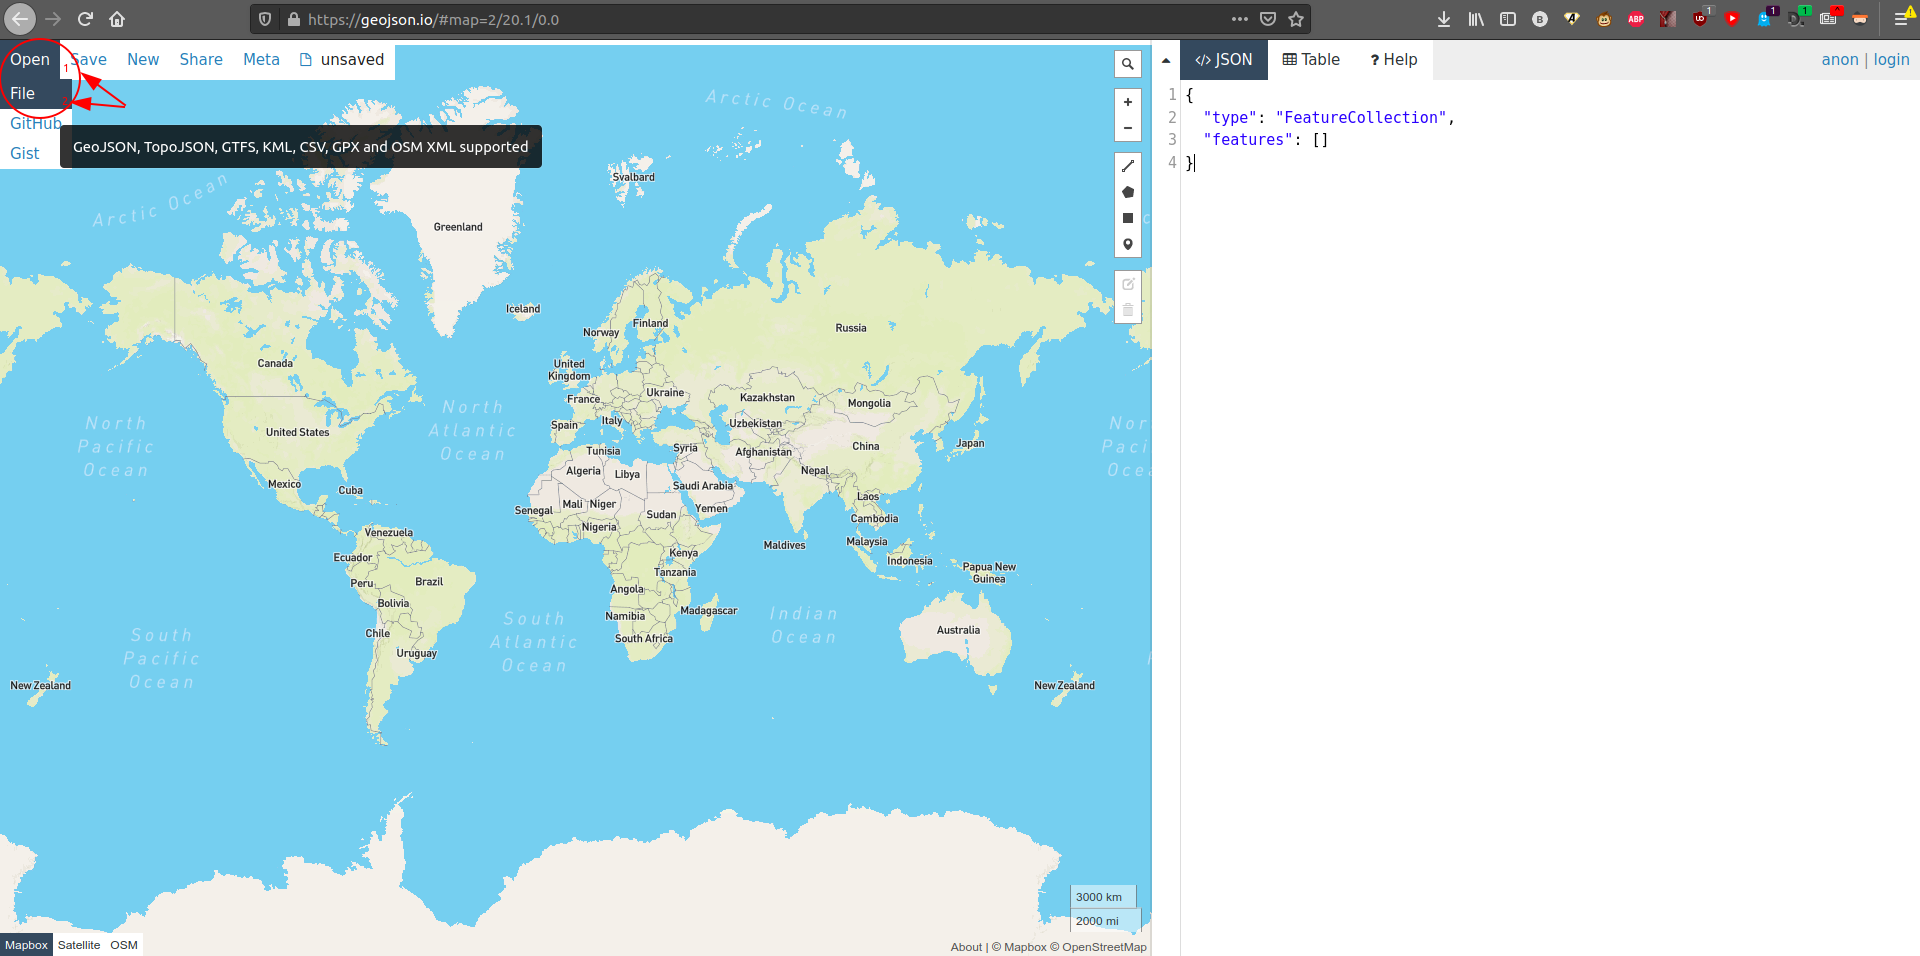 https://geojson.io/#map=2/20.1/0.0
1 1 1
Open Save New Share Meta unsaved
1
File
GitHub
Gist
GeoJSON, TopoJSON, GTFS, KML, CSV, GPX and OSM XML supported
</> JSON Table ? Help
anon | login
1 {
2 "type": "FeatureCollection",
3 "features": []
4 }
Arctic Ocean
Arctic Ocean
Svalbard
Greenland
Iceland
Finland
Norway
Russia
Canada
United
Kingdom
Ukraine
France
Kazakhstan
Mongolia
North
Atlantic
Ocean
North
Pacific
Ocean
Nor
Paci
Oce
Italy
Spain
Uzbekistan
United States
Japan
China
Syria
Tunisia
Afghanistan
Algeria
Libya
Nepal
Mexico
Cuba
Saudi Arabia
Laos
Mali
Niger
Senegal
Yemen
Sudan
Cambodia
Nigeria
Venezuela
Malaysia
Maldives
Kenya
Ecuador
Indonesia
Papua New
Guinea
Tanzania
Peru
Brazil
Angola
Bolivia
Madagascar
Namibia
Indian
Ocean
South
Atlantic
Ocean
South
Pacific
Ocean
Chile
South Africa
Australia
Uruguay
New Zealand
New Zealand
3000 km
2000 mi
Mapbox Satellite OSM
About | © Mapbox © OpenStreetMap